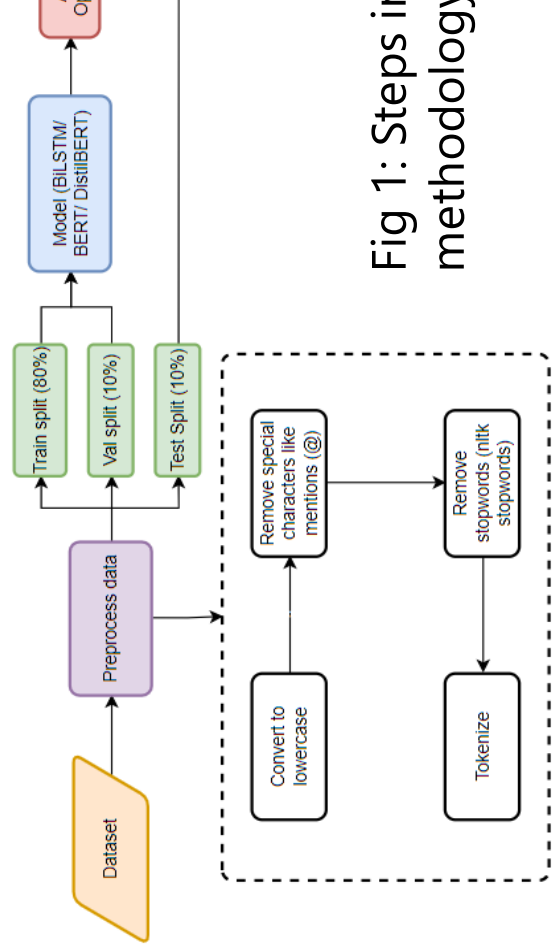 Dataset
Preprocess data
Train split (80%)
Val split (10%)
Test Split (10%)
Model (BiLSTM/
BERT/ DistilBERT)
Convert to
lowercase
Remove special
characters like
mentions (@)
Remove
stopwords (nltk
stopwords)
Tokenize
Fig 1: Steps in
methodology